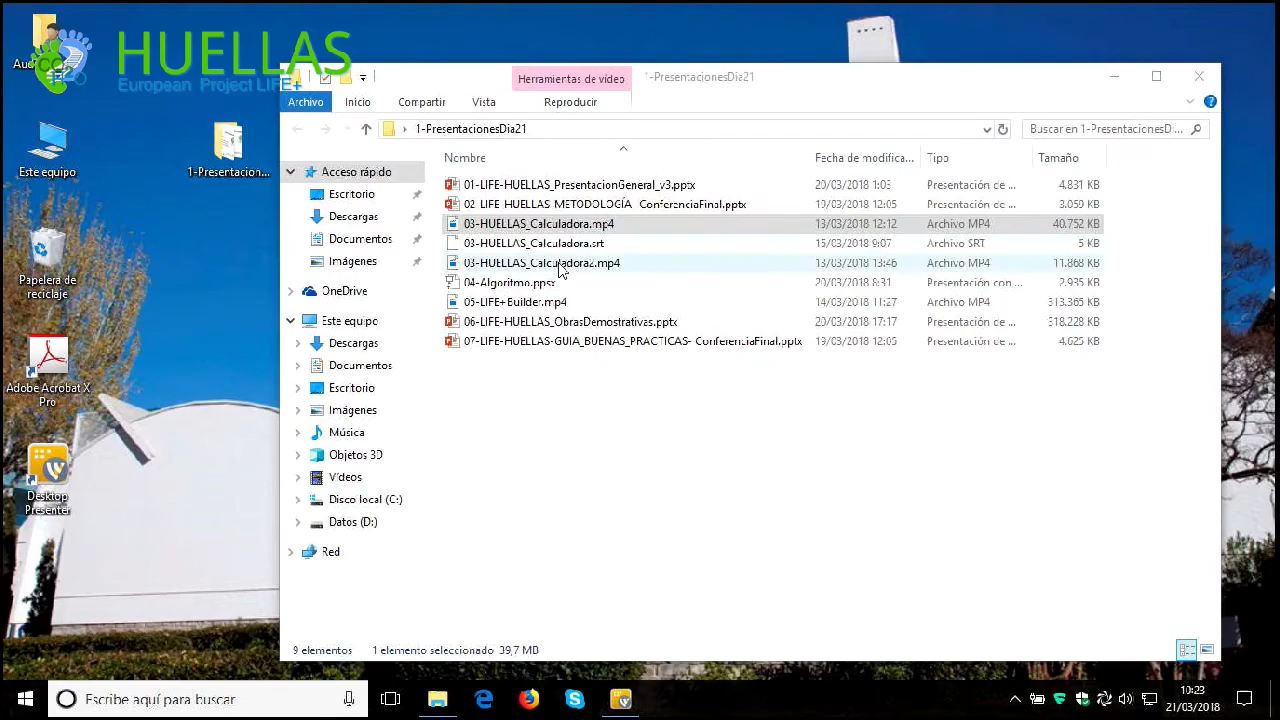 HUELLAS
European Project LIFE+
Herramientas de vídeo
1-PresentacionesDia21
Archivo
Inicio
Compartir
Vista
Reproducir
1-PresentacionesDia21
Buscar en 1-PresentacionesDi...
Este equipo
1-Presentacion...
Papelera de
reciclaje
Adobe Acrobat X
Pro
Desktop
Presenter
Acceso rápido
Escritorio
Descargas
Documentos
Imágenes
OneDrive
Este equipo
Descargas
Documentos
Escritorio
Imágenes
Música
Objetos 3D
Vídeos
Disco local (C:)
Datos (D:)
Red
Nombre Fecha de modifica... Tipo Tamaño
01-LIFE-HUELLAS_PresentacionGeneral_v3.pptx 20/03/2018 1:03 Presentación de ... 4.831 KB
02-LIFE-HUELLAS-METODOLOGÍA- ConferenciaFinal.pptx 19/03/2018 12:05 Presentación de ... 3.059 KB
03-HUELLAS_Calculadora.mp4 13/03/2018 12:12 Archivo MP4 40.752 KB
03-HUELLAS_Calculadora.srt 15/03/2018 9:07 Archivo SRT 5 KB
03-HUELLAS_Calculadora2.mp4 13/03/2018 13:46 Archivo MP4 11.868 KB
04-Algoritmo.ppsx 20/03/2018 8:31 Presentación con ... 2.935 KB
05-LIFE+Builder.mp4 14/03/2018 11:27 Archivo MP4 313.365 KB
06-LIFE-HUELLAS_ObrasDemostrativas.pptx 20/03/2018 17:17 Presentación de ... 318.228 KB
07-LIFE-HUELLAS-GUIA_BUENAS_PRACTICAS- ConferenciaFinal.pptx 19/03/2018 12:05 Presentación de ... 4.625 KB
9 elementos 1 elemento seleccionado 39,7 MB
Escribe aquí para buscar
10:23
21/03/2018